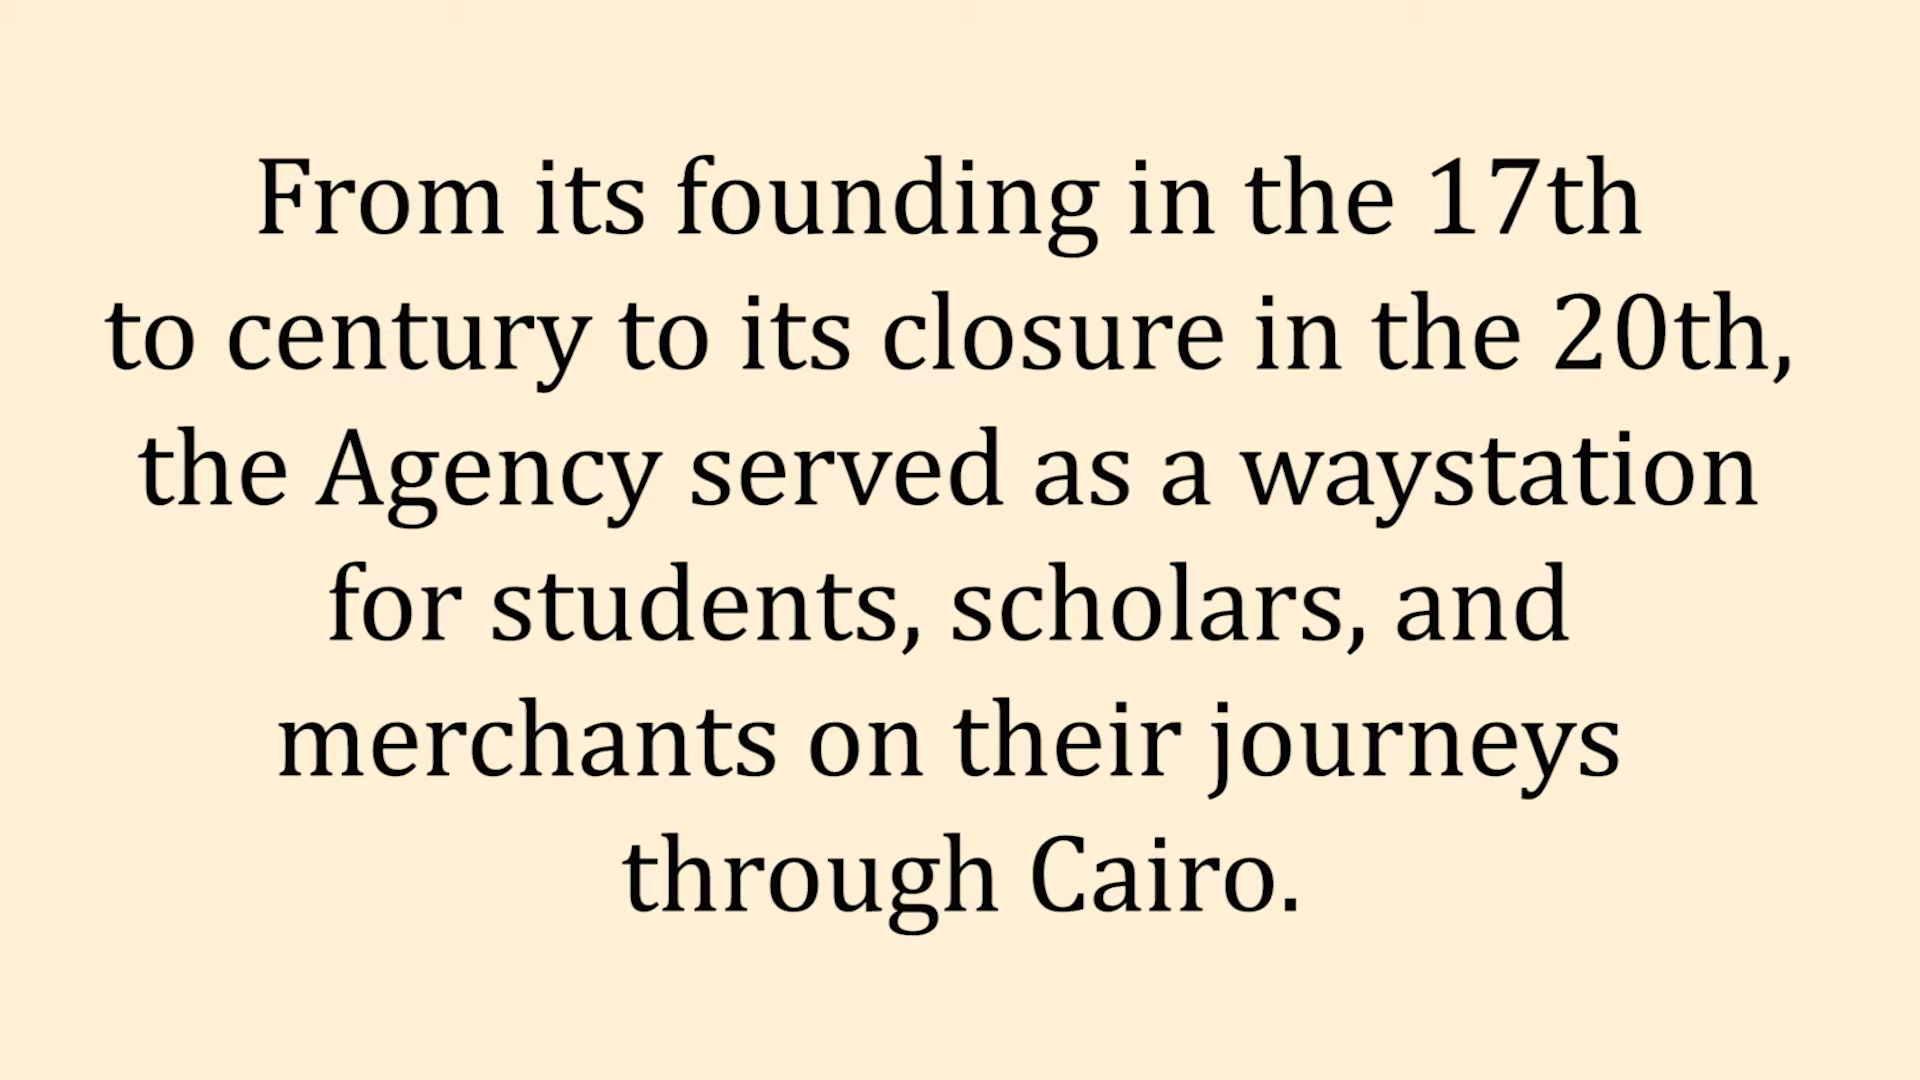 From its founding in the 17th
to century to its closure in the 20th,
the Agency served as a waystation
for students, scholars, and
merchants on their journeys
through Cairo.